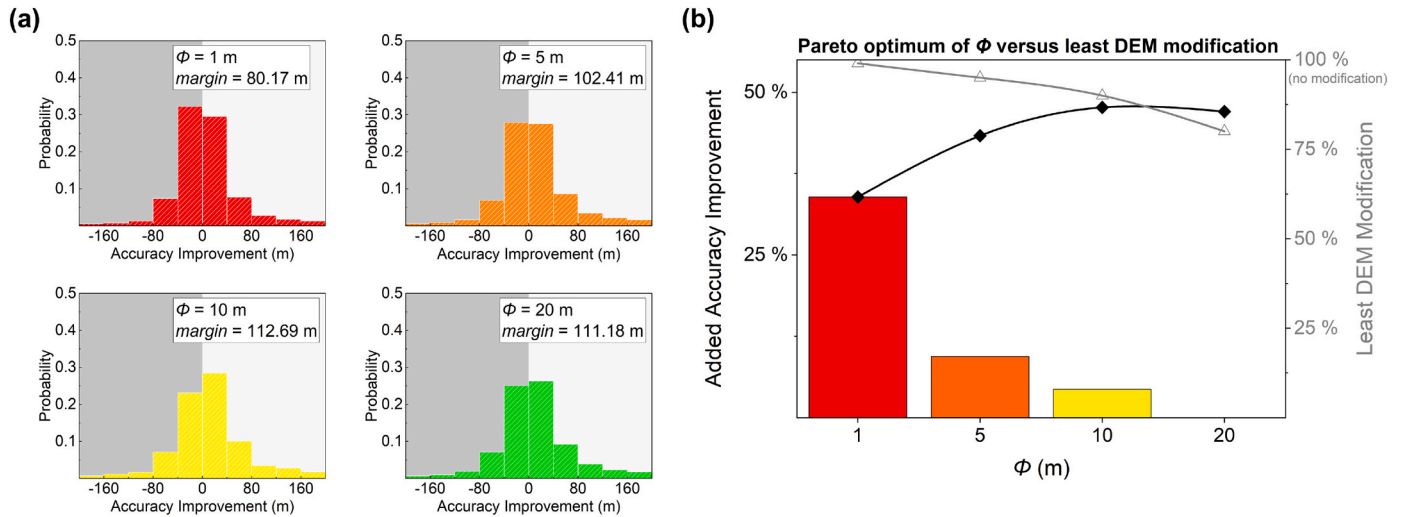 (a)
0.5
0.4
0.3
0.2
0.1
Probability
Φ = 1 m
margin = 80.17 m
-160 -80 0 80 160
Accuracy Improvement (m)
0.5
0.4
0.3
0.2
0.1
Probability
Φ = 5 m
margin = 102.41 m
-160 -80 0 80 160
Accuracy Improvement (m)
0.5
0.4
0.3
0.2
0.1
Probability
Φ = 10 m
margin = 112.69 m
-160 -80 0 80 160
Accuracy Improvement (m)
0.5
0.4
0.3
0.2
0.1
Probability
Φ = 20 m
margin = 111.18 m
-160 -80 0 80 160
Accuracy Improvement (m)
(b)
Pareto optimum of Φ versus least DEM modification
50 %
25 %
Added Accuracy Improvement
100 %
(no modification)
75 %
50 %
25 %
Least DEM Modification
1 5 10 20
Φ (m)